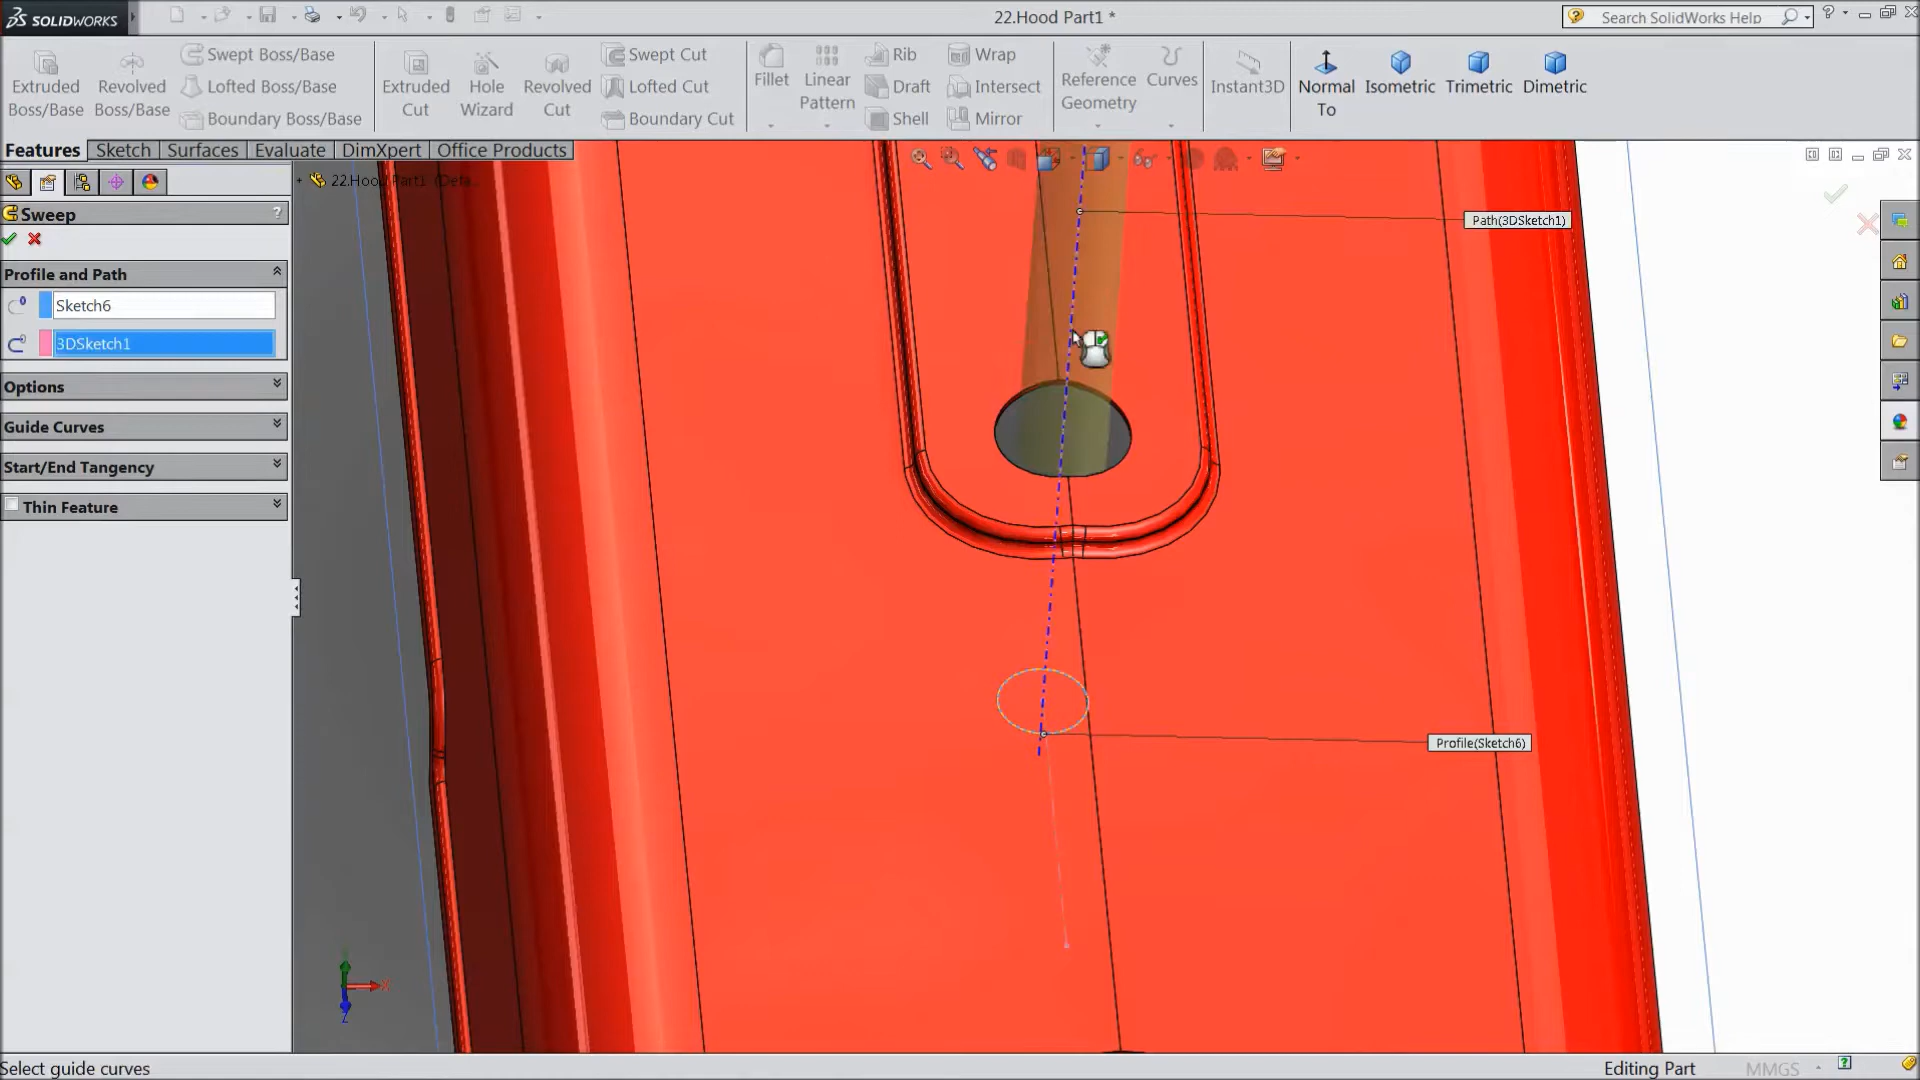 SOLIDWORKS
22.Hood Part1 *
Search SolidWorks Help
Extruded Boss/Base
Revolved Boss/Base
Swept Boss/Base
Lofted Boss/Base
Boundary Boss/Base
Extruded Cut
Hole Wizard
Revolved Cut
Swept Cut
Lofted Cut
Boundary Cut
Fillet
Linear Pattern
Rib
Draft
Shell
Wrap
Intersect
Mirror
Reference Geometry
Curves
Instant3D
Normal To
Isometric
Trimetric
Dimetric
Features
Sketch
Surfaces
Evaluate
DimXpert
Office Products
22.Hood Part1 (Defa...
Sweep
?
Profile and Path
Sketch6
3DSketch1
Options
Guide Curves
Start/End Tangency
Thin Feature
Path(3DSketch1)
Profile(Sketch6)
X
Z
Select guide curves
Editing Part
MMGS